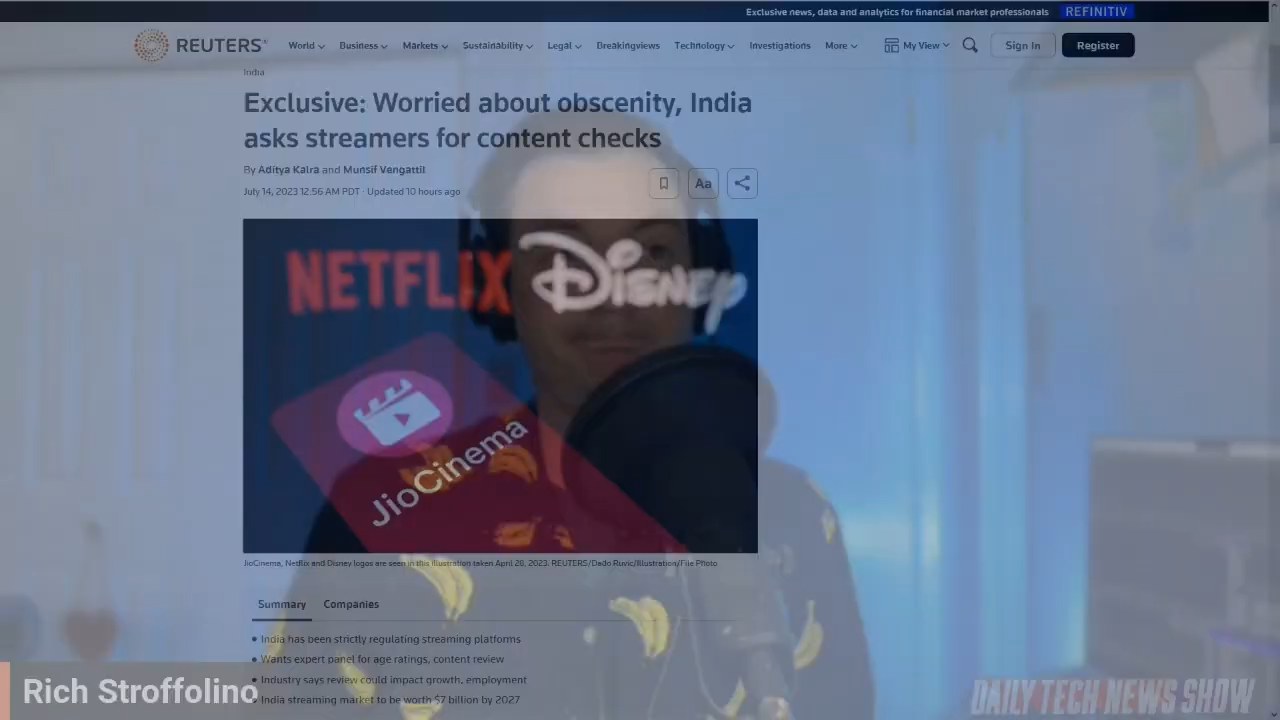 Exclusive news, data and analytics for financial market professionals REFINITIV
REUTERS World Business Markets Sustainability Legal Breakingviews Technology Investigations More My View Sign In Register
India
Exclusive: Worried about obscenity, India
asks streamers for content checks
By Aditya Kalra and Munsif Vengattil
July 14, 2023 12:56 AM PDT · Updated 10 hours ago
Aa
NETFLIX DISNEP
JioCinema
JioCinema, Netflix and Disney logos are seen in this illustration taken April 28, 2023. REUTERS/Dado Ruvic/Illustration/File Photo
Summary Companies
• India has been strictly regulating streaming platforms
• Wants expert panel for age ratings, content review
• Industry says review could impact growth, employment
• India streaming market to be worth $7 billion by 2027
Rich Stroffolino
DAILY TECH NEWS SHOW